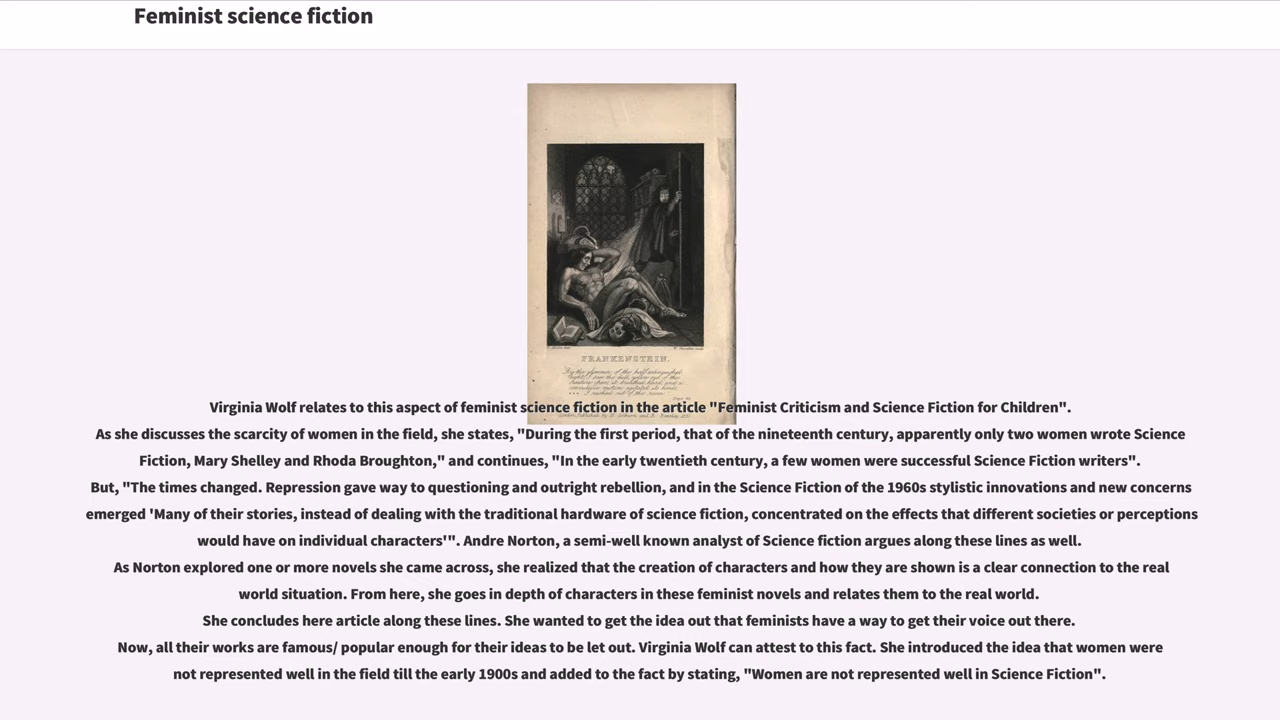 Feminist science fiction
FRANKENSTEIN.
Virginia Wolf relates to this aspect of feminist science fiction in the article "Feminist Criticism and Science Fiction for Children".
As she discusses the scarcity of women in the field, she states, "During the first period, that of the nineteenth century, apparently only two women wrote Science
Fiction, Mary Shelley and Rhoda Broughton," and continues, "In the early twentieth century, a few women were successful Science Fiction writers".
But, "The times changed. Repression gave way to questioning and outright rebellion, and in the Science Fiction of the 1960s stylistic innovations and new concerns
emerged 'Many of their stories, instead of dealing with the traditional hardware of science fiction, concentrated on the effects that different societies or perceptions
would have on individual characters'". Andre Norton, a semi-well known analyst of Science fiction argues along these lines as well.
As Norton explored one or more novels she came across, she realized that the creation of characters and how they are shown is a clear connection to the real
world situation. From here, she goes in depth of characters in these feminist novels and relates them to the real world.
She concludes here article along these lines. She wanted to get the idea out that feminists have a way to get their voice out there.
Now, all their works are famous/ popular enough for their ideas to be let out. Virginia Wolf can attest to this fact. She introduced the idea that women were
not represented well in the field till the early 1900s and added to the fact by stating, "Women are not represented well in Science Fiction".